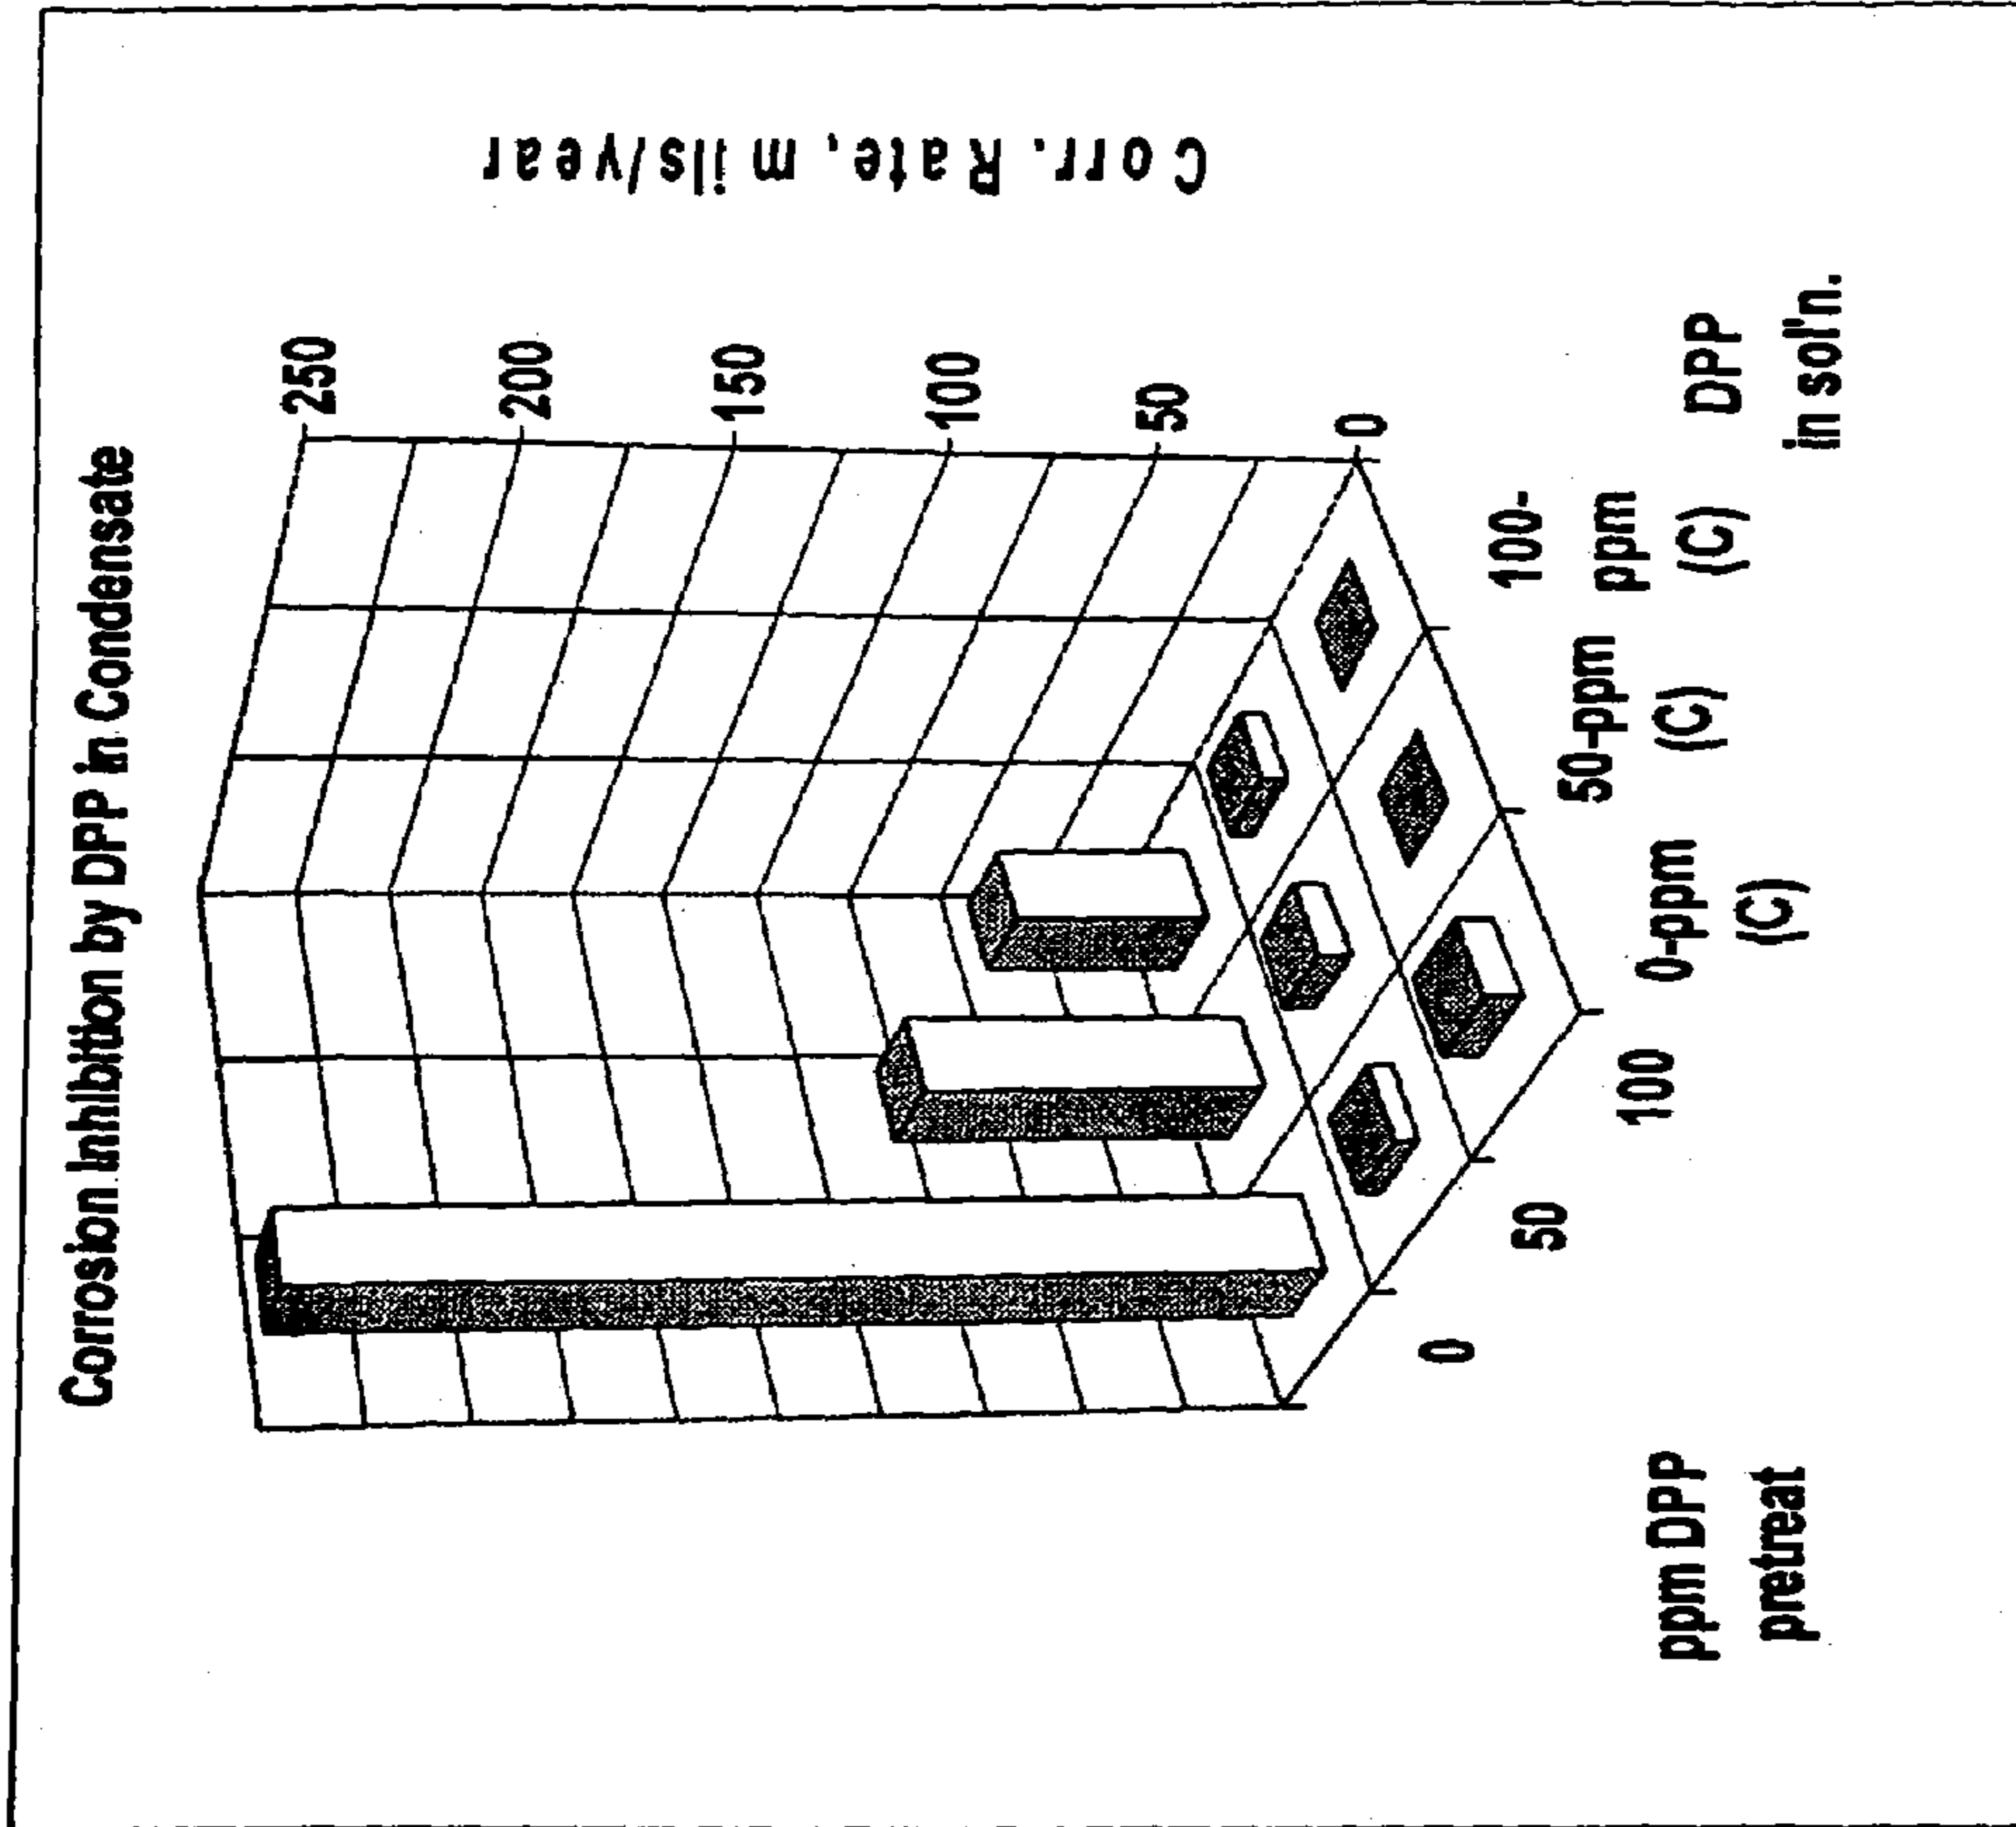 Corrosion Inhibition by DPP in Condensate
Corr. Rate, mils/year
250
200
150
100
50
0
DPP
in sol'n.
100-
ppm
(C)
50-ppm
(C)
0-ppm
(C)
100
50
0
ppm DPP
pretreat